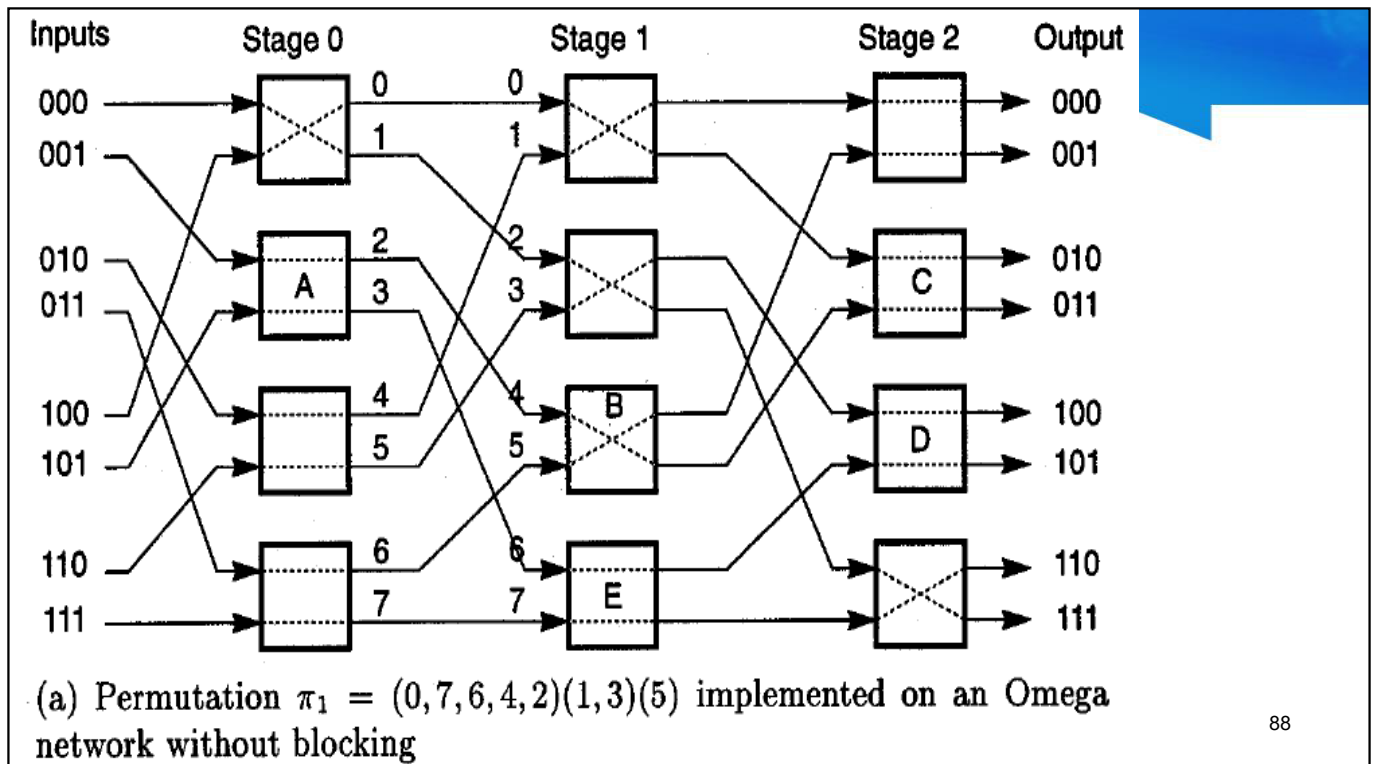 Inputs Stage 0 Stage 1 Stage 2 Output
000 0 0 000
001 1 1 001
010 2 2 010
011 A 3 3 C 011
100 4 4 B 100
101 5 5 D 101
110 6 6 110
111 7 7 E 111
(a) Permutation π₁ = (0, 7, 6, 4, 2)(1, 3)(5) implemented on an Omega
network without blocking
88